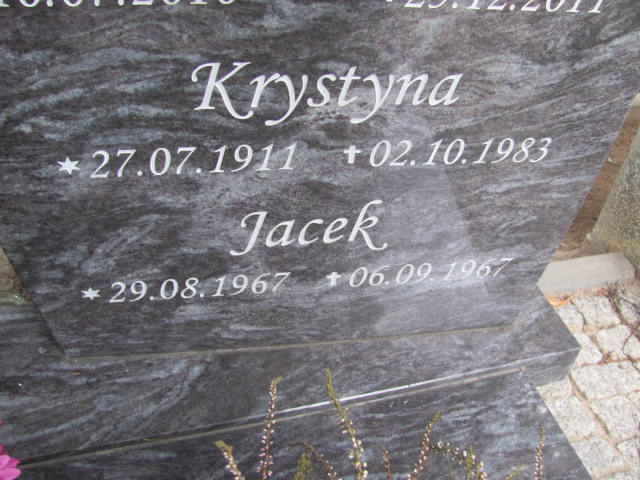 Krystyna
* 27.07.1911 ✝ 02.10.1983
Jacek
* 29.08.1967 ✝ 06.09.1967